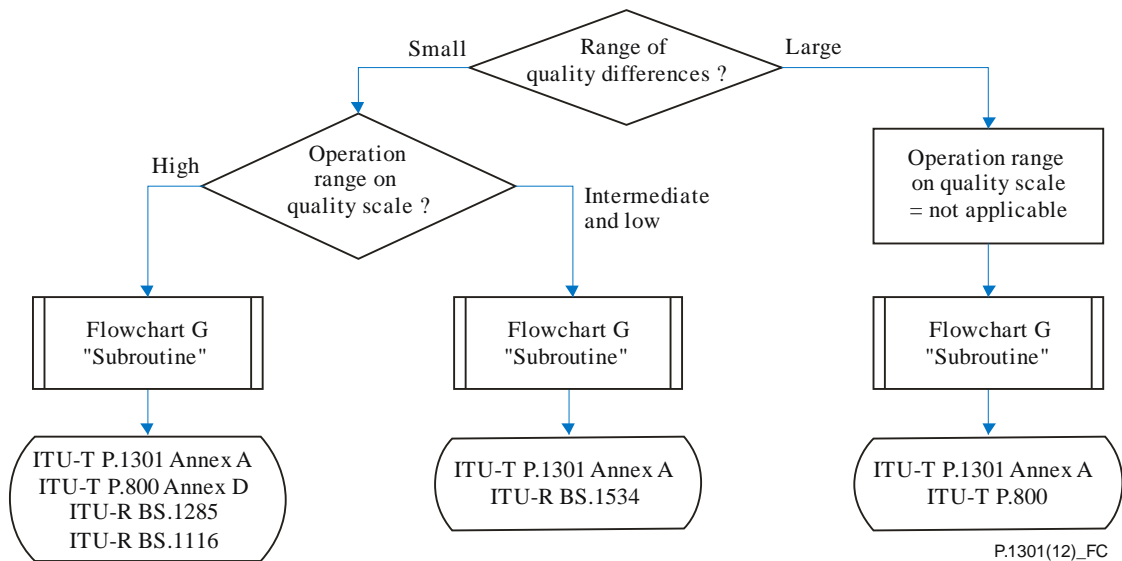 Small
Range of
quality differences ?
Large
High
Operation
range on
quality scale ?
Intermediate
and low
Operation range
on quality scale
= not applicable
Flowchart G
"Subroutine"
Flowchart G
"Subroutine"
Flowchart G
"Subroutine"
ITU-T P.1301 Annex A
ITU-T P.800 Annex D
ITU-R BS.1285
ITU-R BS.1116
ITU-T P.1301 Annex A
ITU-R BS.1534
ITU-T P.1301 Annex A
ITU-T P.800
P.1301(12)_FC